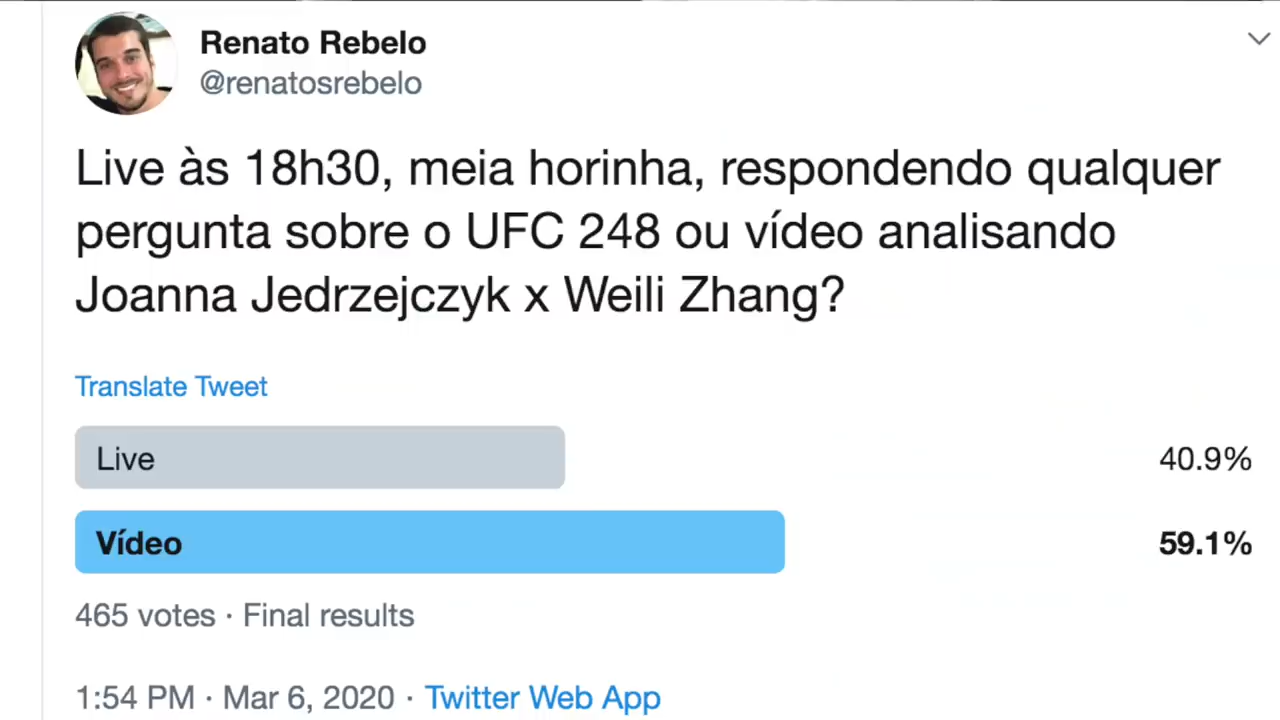 Renato Rebelo
@renatosrebelo
Live às 18h30, meia horinha, respondendo qualquer
pergunta sobre o UFC 248 ou vídeo analisando
Joanna Jedrzejczyk x Weili Zhang?
Translate Tweet
Live 40.9%
Vídeo 59.1%
465 votes · Final results
1:54 PM · Mar 6, 2020 · Twitter Web App